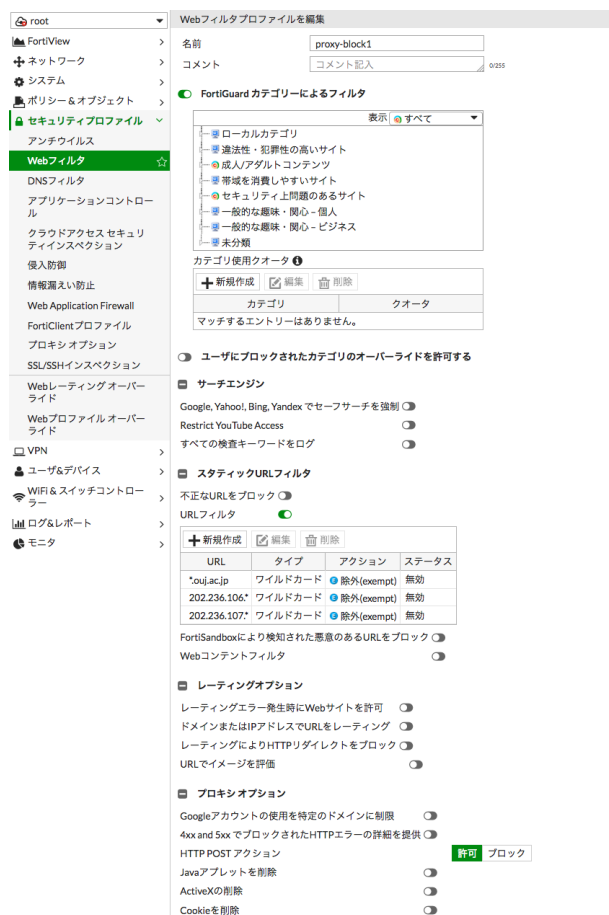 root
FortiView
ネットワーク
システム
ポリシー & オブジェクト
セキュリティプロファイル
アンチウイルス
Webフィルタ
DNSフィルタ
アプリケーションコントロー
ル
クラウドアクセス セキュリ
ティインスペクション
侵入防御
情報漏えい防止
Web Application Firewall
FortiClientプロファイル
プロキシ オプション
SSL/SSHインスペクション
Webレーティング オーバー
ライド
Webプロファイル オーバー
ライド
VPN
ユーザ&デバイス
WiFi & スイッチコントロー
ラー
ログ&レポート
モニタ
Webフィルタプロファイルを編集
名前 proxy-block1
コメント コメント記入 0/255
FortiGuard カテゴリーによるフィルタ
表示 すべて
ローカルカテゴリ
違法性・犯罪性の高いサイト
成人/アダルトコンテンツ
帯域を消費しやすいサイト
セキュリティ上問題のあるサイト
一般的な趣味・関心 – 個人
一般的な趣味・関心 – ビジネス
未分類
カテゴリ使用クオータ
新規作成 編集 削除
カテゴリ クオータ
マッチするエントリーはありません。
ユーザにブロックされたカテゴリのオーバーライドを許可する
サーチエンジン
Google, Yahoo!, Bing, Yandex でセーフサーチを強制
Restrict YouTube Access
すべての検査キーワードをログ
スタティックURLフィルタ
不正なURLをブロック
URLフィルタ
新規作成 編集 削除
URL タイプ アクション ステータス
*.ouj.ac.jp ワイルドカード 除外(exempt) 無効
202.236.106.* ワイルドカード 除外(exempt) 無効
202.236.107.* ワイルドカード 除外(exempt) 無効
FortiSandboxにより検知された悪意のあるURLをブロック
Webコンテントフィルタ
レーティングオプション
レーティングエラー発生時にWebサイトを許可
ドメインまたはIPアドレスでURLをレーティング
レーティングによりHTTPリダイレクトをブロック
URLでイメージを評価
プロキシ オプション
Googleアカウントの使用を特定のドメインに制限
4xx and 5xx でブロックされたHTTPエラーの詳細を提供
HTTP POST アクション 許可 ブロック
Javaアプレットを削除
ActiveXの削除
Cookieを削除